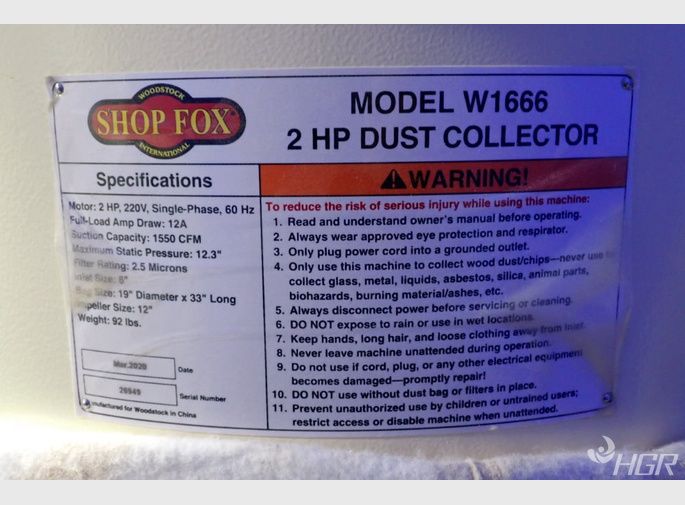 WOODSTOCK
SHOP FOX
INTERNATIONAL
MODEL W1666
2 HP DUST COLLECTOR
Specifications
Motor: 2 HP, 220V, Single-Phase, 60 Hz
Full-Load Amp Draw: 12A
Suction Capacity: 1550 CFM
Maximum Static Pressure: 12.3"
Filter Rating: 2.5 Microns
Inlet Size: 6"
Bag Size: 19" Diameter x 33" Long
Impeller Size: 12"
Weight: 92 lbs.
Mar.2020
Date
Serial Number
Manufactured for Woodstock in China
WARNING!
To reduce the risk of serious injury while using this machine:
1. Read and understand owner's manual before operating.
2. Always wear approved eye protection and respirator.
3. Only plug power cord into a grounded outlet.
4. Only use this machine to collect wood dust/chips—never use to
collect glass, metal, liquids, asbestos, silica, animal parts,
biohazards, burning material/ashes, etc.
5. Always disconnect power before servicing or cleaning.
6. DO NOT expose to rain or use in wet locations.
7. Keep hands, long hair, and loose clothing away from inlet.
8. Never leave machine unattended during operation.
9. Do not use if cord, plug, or any other electrical equipment
becomes damaged—promptly repair!
10. DO NOT use without dust bag or filters in place.
11. Prevent unauthorized use by children or untrained users;
restrict access or disable machine when unattended.
HGR